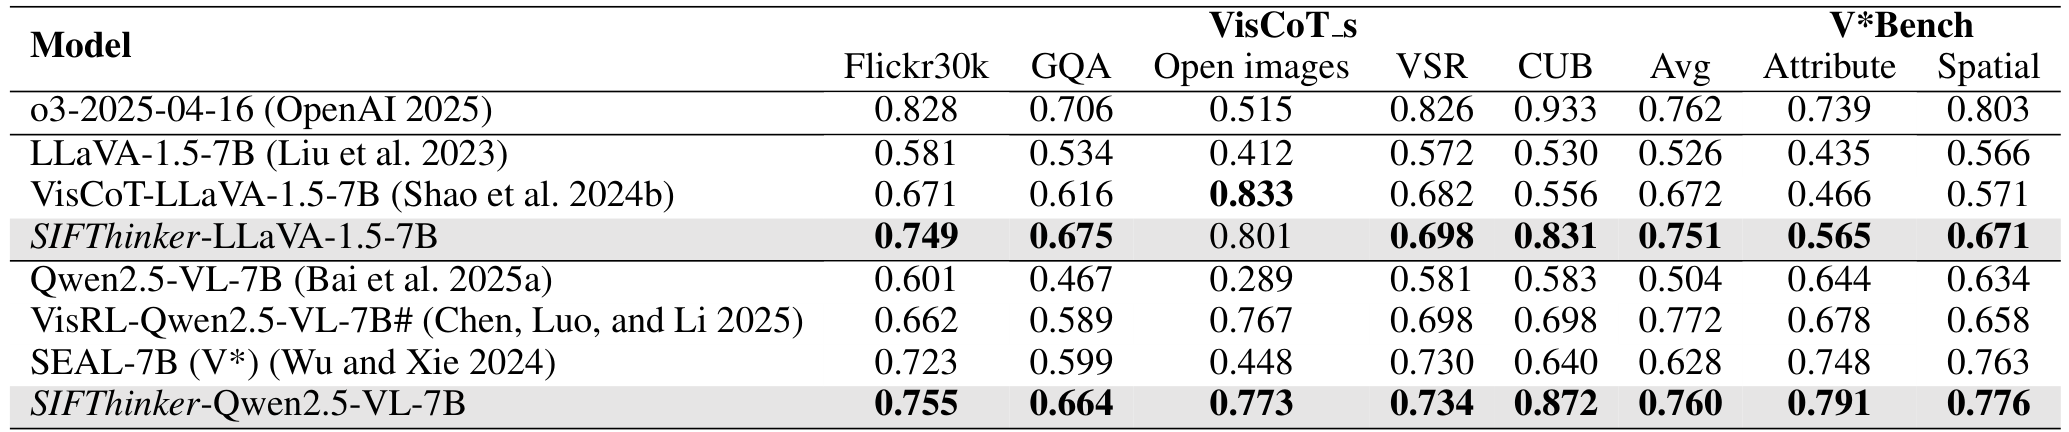 Model VisCoT_s V*Bench
Flickr30k GQA Open images VSR CUB Avg Attribute Spatial
o3-2025-04-16 (OpenAI 2025) 0.828 0.706 0.515 0.826 0.933 0.762 0.739 0.803
LLaVA-1.5-7B (Liu et al. 2023) 0.581 0.534 0.412 0.572 0.530 0.526 0.435 0.566
VisCoT-LLaVA-1.5-7B (Shao et al. 2024b) 0.671 0.616 0.833 0.682 0.556 0.672 0.466 0.571
SIFThinker-LLaVA-1.5-7B 0.749 0.675 0.801 0.698 0.831 0.751 0.565 0.671
Qwen2.5-VL-7B (Bai et al. 2025a) 0.601 0.467 0.289 0.581 0.583 0.504 0.644 0.634
VisRL-Qwen2.5-VL-7B# (Chen, Luo, and Li 2025) 0.662 0.589 0.767 0.698 0.698 0.772 0.678 0.658
SEAL-7B (V*) (Wu and Xie 2024) 0.723 0.599 0.448 0.730 0.640 0.628 0.748 0.763
SIFThinker-Qwen2.5-VL-7B 0.755 0.664 0.773 0.734 0.872 0.760 0.791 0.776